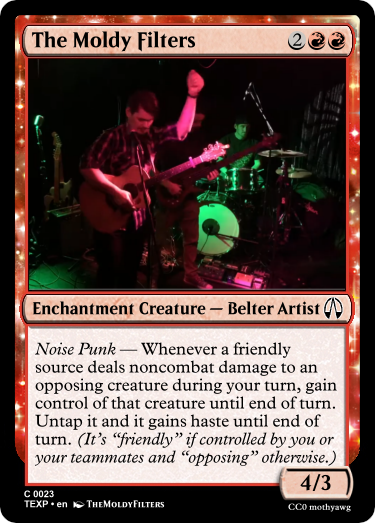 The Moldy Filters 2
Enchantment Creature — Belter Artist
Noise Punk — Whenever a friendly
source deals noncombat damage to an
opposing creature during your turn, gain
control of that creature until end of turn.
Untap it and it gains haste until end of
turn. (It's “friendly” if controlled by you or
your teammates and “opposing” otherwise.)
4/3
C 0023
TEXP • en TheMoldyFilters
CC0 mothyawg